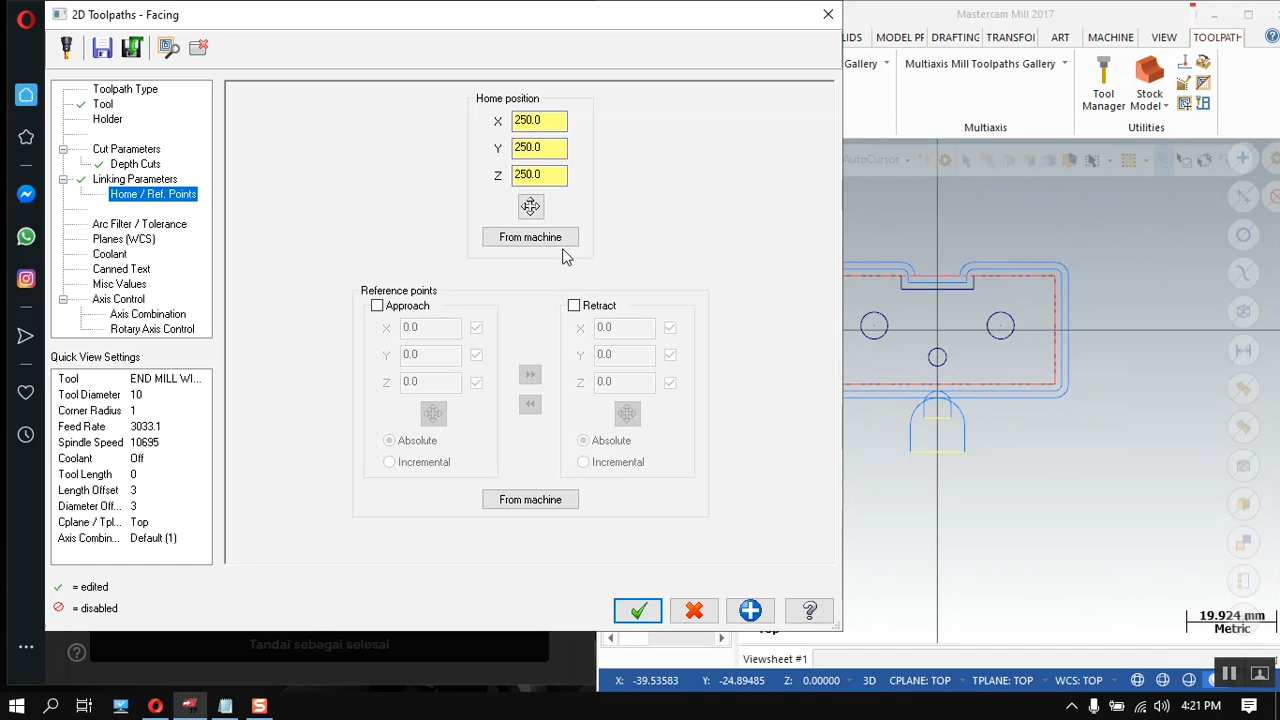 2D Toolpaths - Facing
Mastercam Mill 2017
LIDS MODEL PF DRAFTING TRANSFOI ART MACHINE VIEW TOOLPATH
Gallery
Multiaxis Mill Toolpaths Gallery
Tool Manager
Stock Model
Multiaxis
Utilities
AutoCursor
Toolpath Type
Tool
Holder
Cut Parameters
Depth Cuts
Linking Parameters
Home / Ref. Points
Arc Filter / Tolerance
Planes (WCS)
Coolant
Canned Text
Misc Values
Axis Control
Axis Combination
Rotary Axis Control
Quick View Settings
Tool END MILL WI...
Tool Diameter 10
Corner Radius 1
Feed Rate 3033.1
Spindle Speed 10695
Coolant Off
Tool Length 0
Length Offset 3
Diameter Off... 3
Cplane / Tpl... Top
Axis Combin... Default (1)
= edited
= disabled
Home position
X 250.0
Y 250.0
Z 250.0
From machine
Reference points
Approach
X 0.0
Y 0.0
Z 0.0
Absolute
Incremental
Retract
X 0.0
Y 0.0
Z 0.0
Absolute
Incremental
From machine
Tandai sebagai selesai
19.924 mm
Metric
Viewsheet #1
X: -39.53583 Y: -24.89485 Z: 0.00000 3D CPLANE: TOP TPLANE: TOP WCS: TOP
4:21 PM